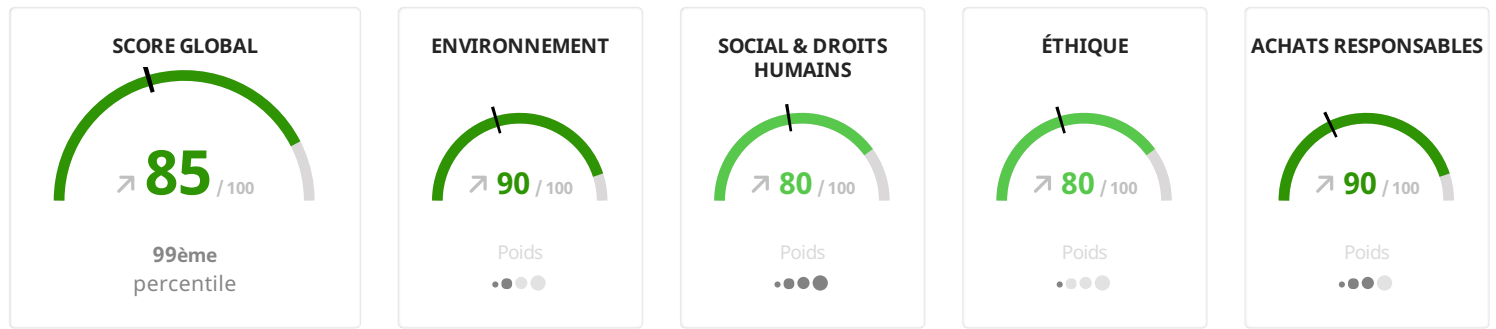 SCORE GLOBAL
85 / 100
99ème
percentile
ENVIRONNEMENT
90 / 100
Poids
SOCIAL & DROITS
HUMAINS
80 / 100
Poids
ÉTHIQUE
80 / 100
Poids
ACHATS RESPONSABLES
90 / 100
Poids